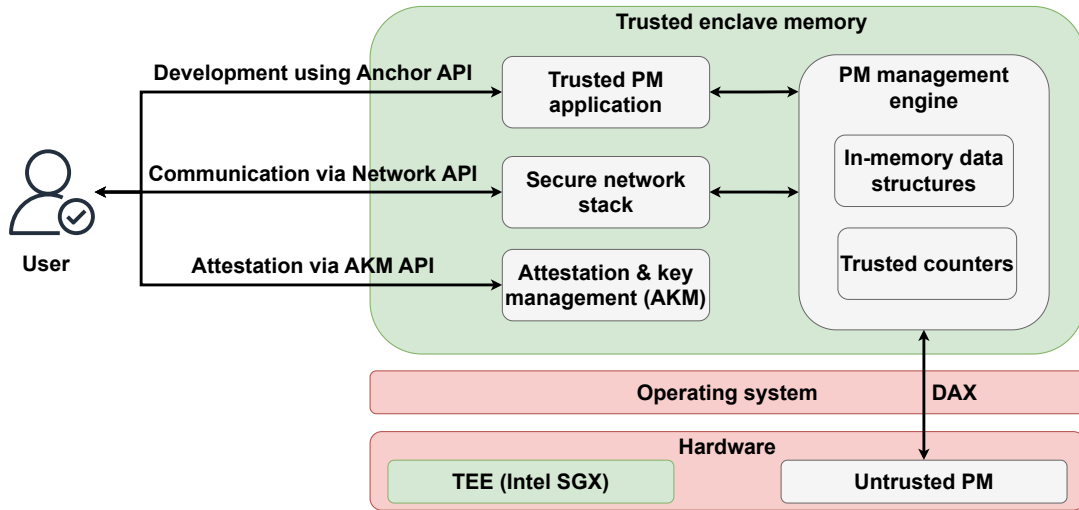 Trusted enclave memory
Development using Anchor API
Trusted PM
application
PM management
engine
In-memory data
structures
Communication via Network API
Secure network
stack
User
Attestation via AKM API
Attestation & key
management (AKM)
Trusted counters
Operating system
DAX
Hardware
TEE (Intel SGX)
Untrusted PM